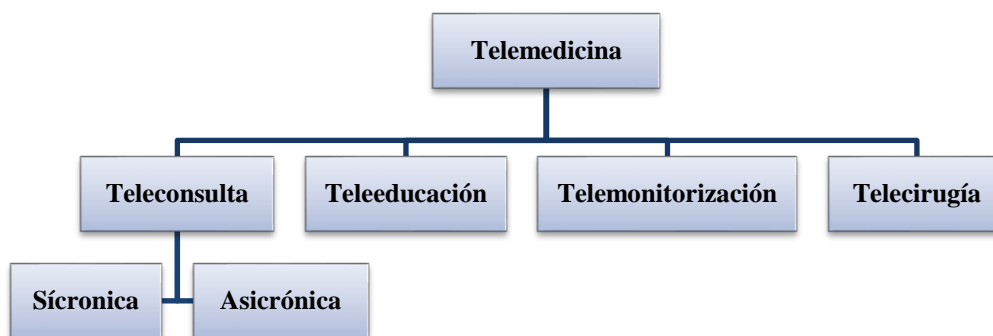 Telemedicina
Teleconsulta
Teleeducación
Telemonitorización
Telecirugía
Sícronica
Asicrónica